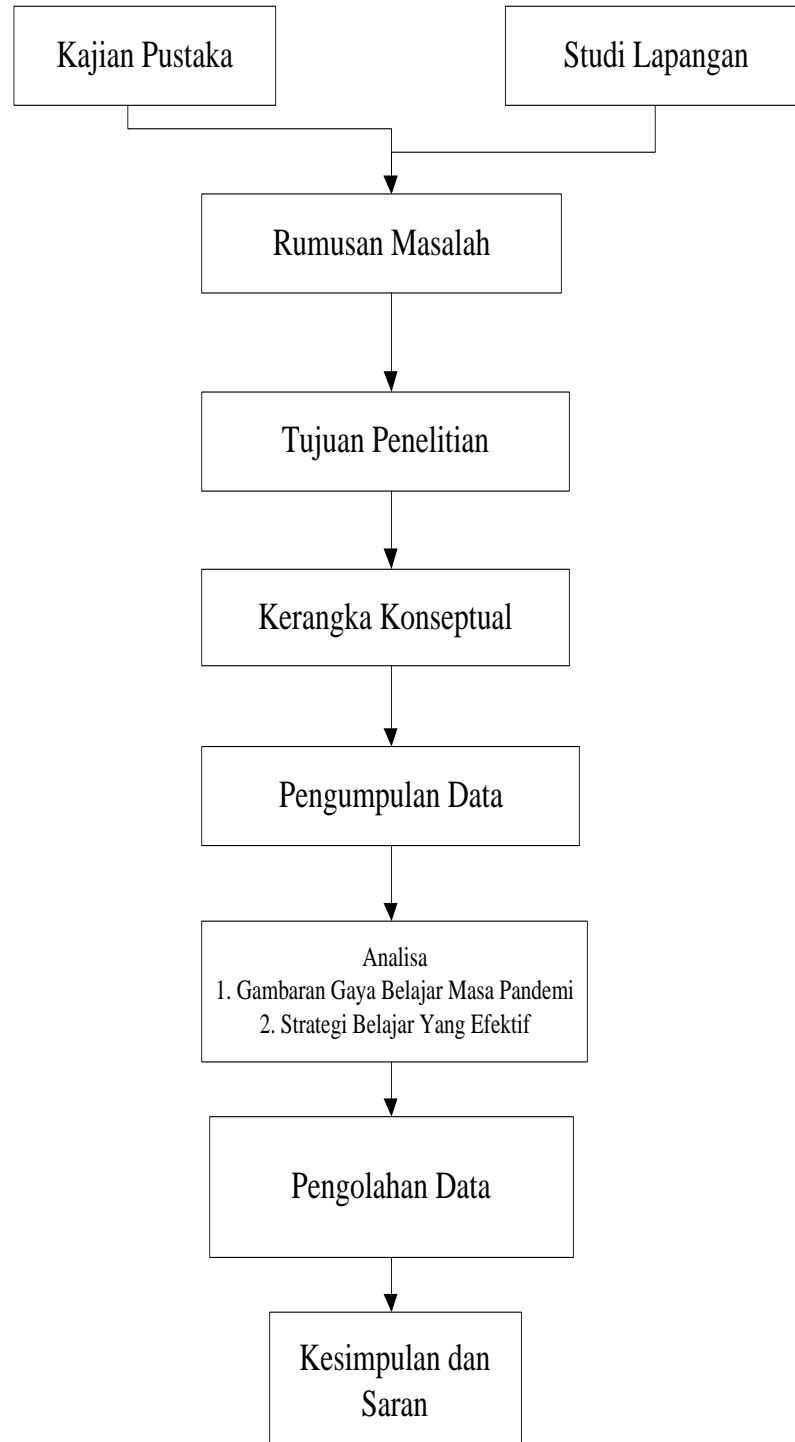 Kajian Pustaka
Studi Lapangan
Rumusan Masalah
Tujuan Penelitian
Kerangka Konseptual
Pengumpulan Data
Analisa
1. Gambaran Gaya Belajar Masa Pandemi
2. Strategi Belajar Yang Efektif
Pengolahan Data
Kesimpulan dan
Saran